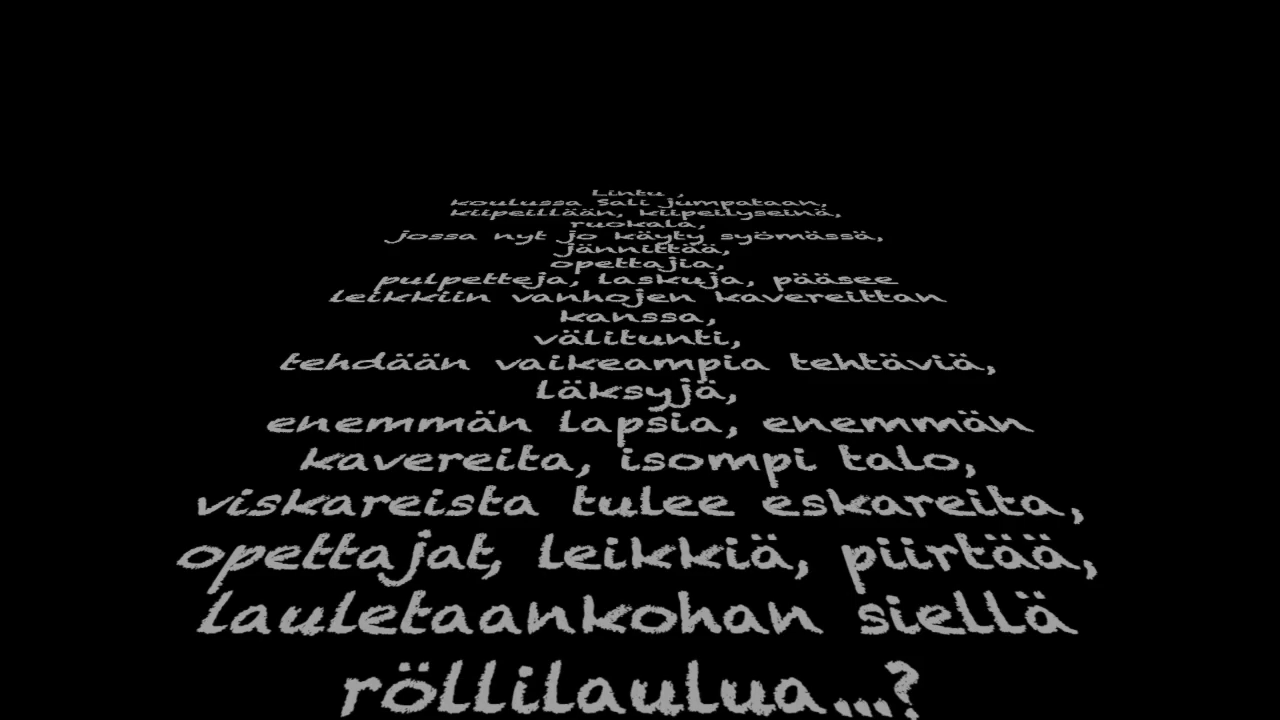 Lintu ,
koulussa Sali jumpataan,
kiipeillään, kiipeilyseinä,
ruokala,
jossa nyt jo käyty syömässä,
jännittää,
opettajia,
pulpetteja, laskuja, pääsee
leikkiin vanhojen kavereittan
kanssa,
välitunti,
tehdään vaikeampia tehtäviä,
läksyjä,
enemmän lapsia, enemmän
kavereita, isompi talo,
viskareista tulee eskareita,
opettajat, leikkiä, piirtää,
lauletaankohan siellä
röllilaulua...?